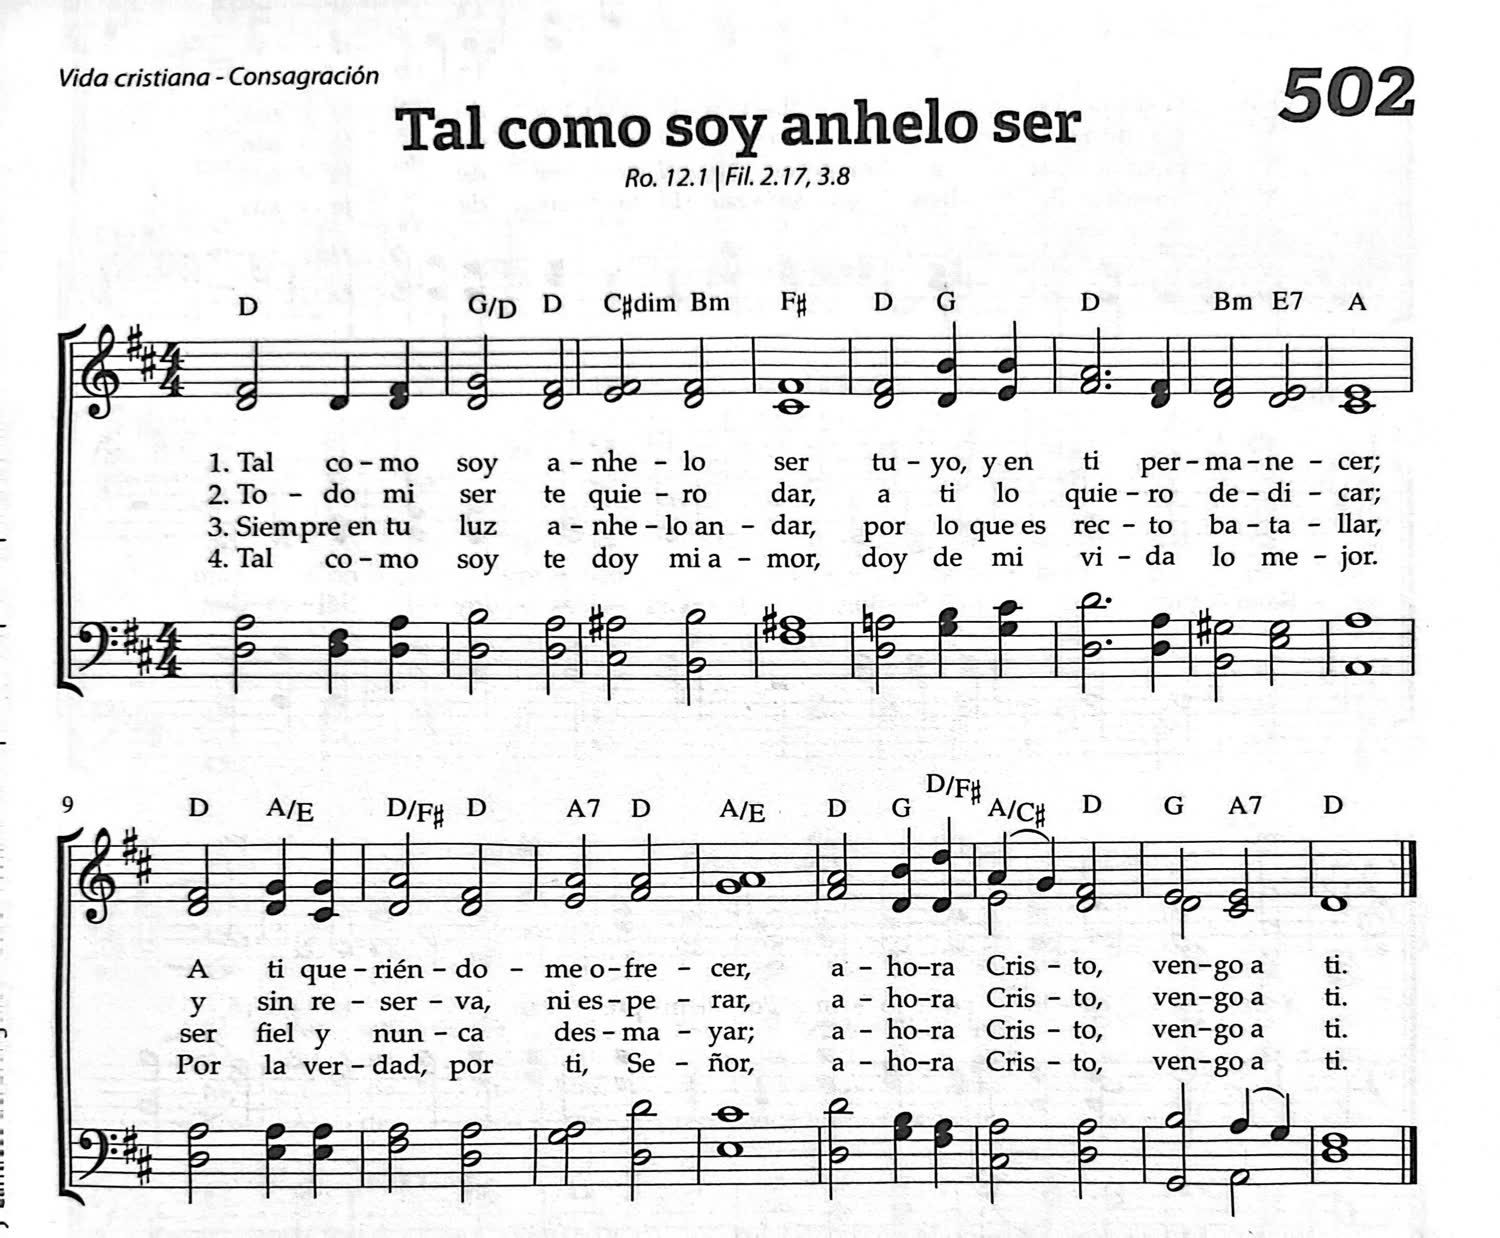 Vida cristiana - Consagración
502
Tal como soy anhelo ser
Ro. 12.1 | Fil. 2.17, 3.8
D G/D D C♯dim Bm F♯ D G D Bm E7 A
1. Tal co – mo soy a – nhe – lo ser tu – yo, y en ti per – ma – ne – cer;
2. To – do mi ser te quie – ro dar, a ti lo quie – ro de – di – car;
3. Siempre en tu luz a – nhe – lo an – dar, por lo que es rec – to ba – ta – llar,
4. Tal co – mo soy te doy mi a – mor, doy de mi vi – da lo me – jor.
9 D A/E D/F♯ D A7 D A/E D G D/F♯ A/C♯ D G A7 D
A ti que – rién – do – me o – fre – cer, a – ho – ra Cris – to, ven – go a ti.
y sin re – ser – va, ni es – pe – rar, a – ho – ra Cris – to, ven – go a ti.
ser fiel y nun – ca des – ma – yar; a – ho – ra Cris – to, ven – go a ti.
Por la ver – dad, por ti, Se – ñor, a – ho – ra Cris – to, ven – go a ti.